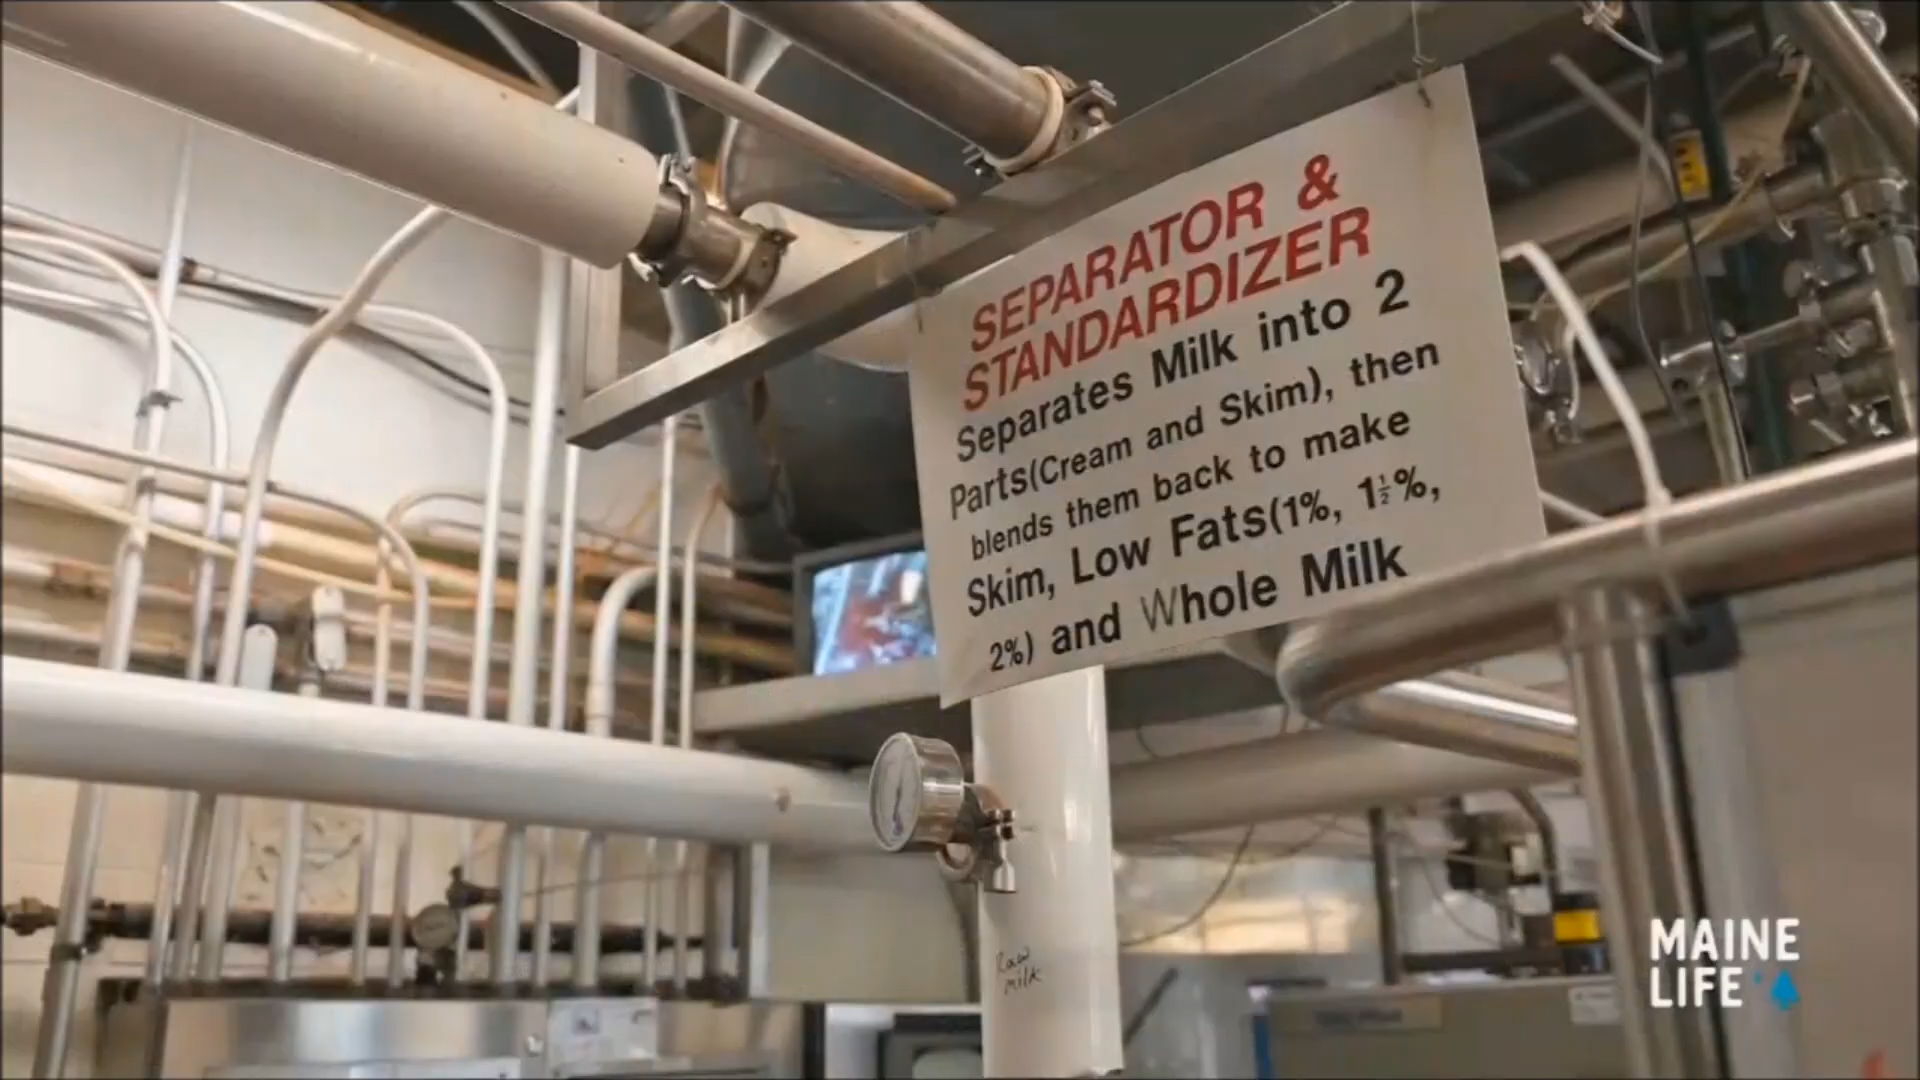 SEPARATOR &
STANDARDIZER
Separates Milk into 2
Parts(Cream and Skim), then
blends them back to make
Skim, Low Fats(1%, 1½%,
2%) and Whole Milk
Raw
Milk
MAINE
LIFE